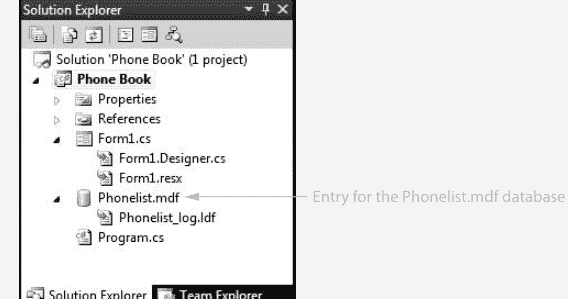 Solution Explorer
Solution 'Phone Book' (1 project)
Phone Book
Properties
References
Form1.cs
Form1.Designer.cs
Form1.resx
Phonelist.mdf
Entry for the Phonelist.mdf database
Phonelist_log.ldf
Program.cs
Solution Explorer
Team Explorer